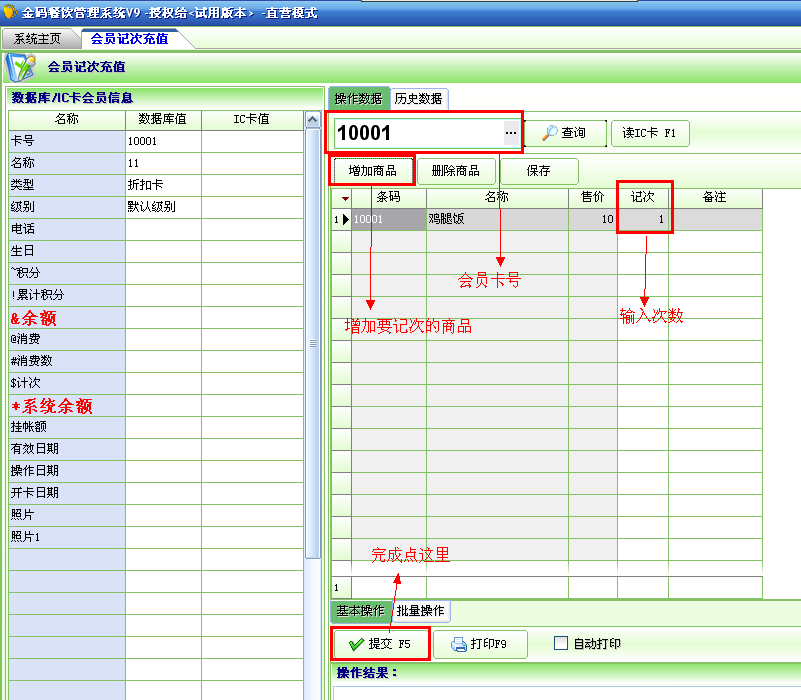 金码餐饮管理系统V9 -授权给<试用版本> -直营模式
系统主页 会员记次充值
会员记次充值
数据库/IC卡会员信息
名称 数据库值 IC卡值
卡号 10001
名称 11
类型 折扣卡
级别 默认级别
电话
生日
~积分
!累计积分
&余额
@消费
#消费数
$计次
*系统余额
挂帐额
有效日期
操作日期
开卡日期
照片
照片1
操作数据 历史数据
10001 ... 查询 读IC卡 F1
增加商品 删除商品 保存
条码 名称 售价 记次 备注
1 10001 鸡腿饭 10 1
会员卡号
增加要记次的商品
输入次数
完成点这里
1
基本操作 批量操作
提交 F5 打印F9 自动打印
操作结果：